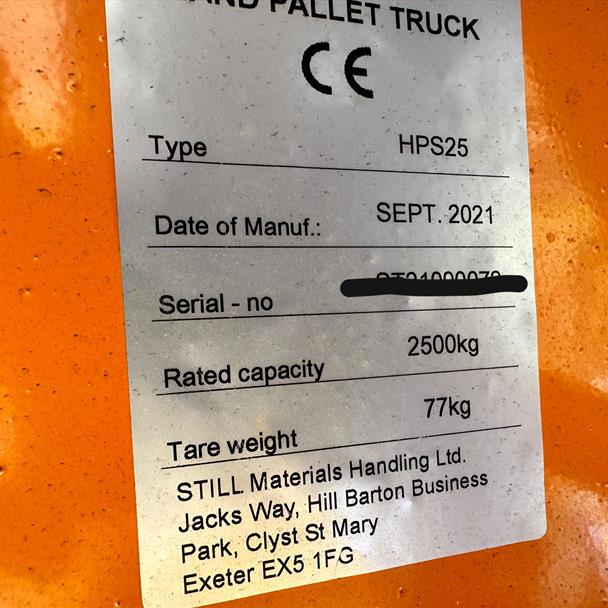 HAND PALLET TRUCK
CE
Type HPS25
Date of Manuf.: SEPT. 2021
Serial - no
Rated capacity 2500kg
Tare weight 77kg
STILL Materials Handling Ltd.
Jacks Way, Hill Barton Business
Park, Clyst St Mary
Exeter EX5 1FG